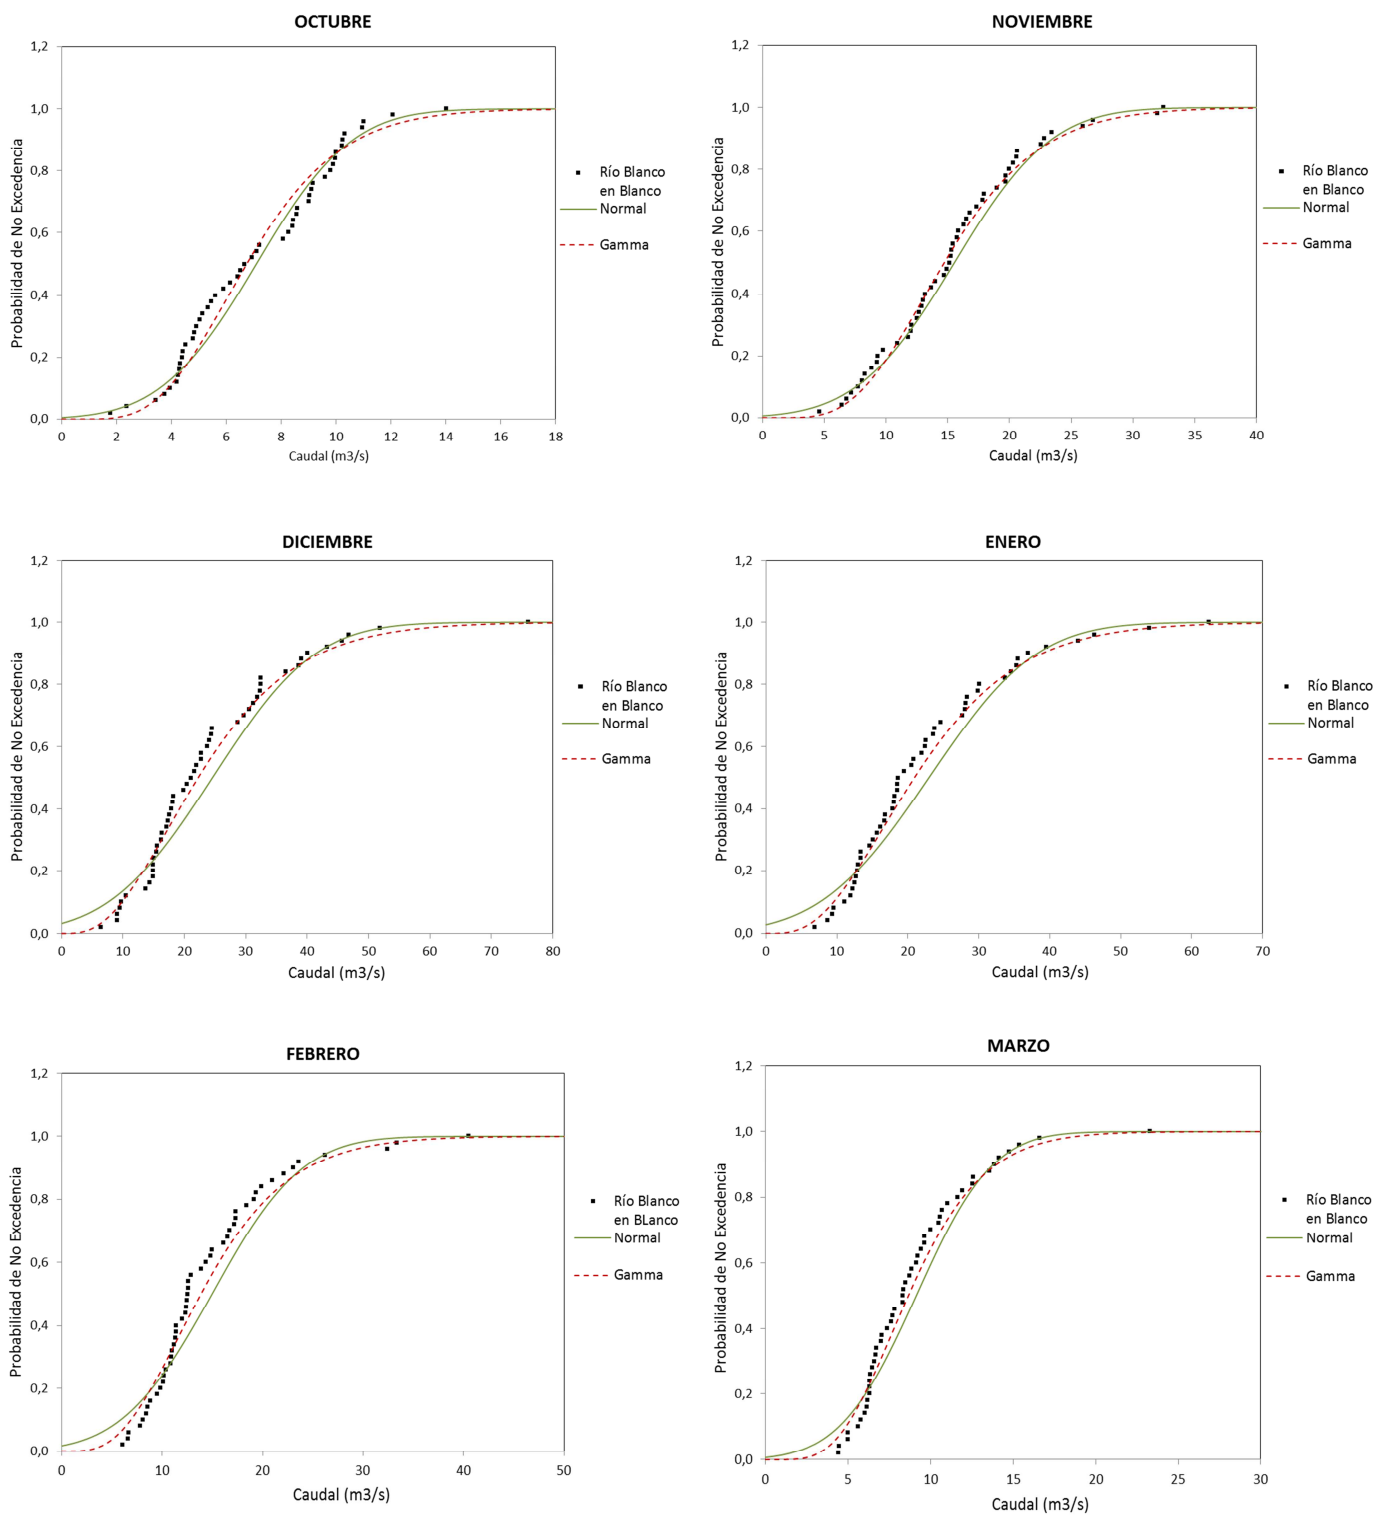 OCTUBRE
1,2
1,0
0,8
0,6
0,4
0,2
0,0
Probabilidad de No Excedencia
0 2 4 6 8 10 12 14 16 18
Caudal (m3/s)
Río Blanco
en Blanco
Normal
Gamma
NOVIEMBRE
1,2
1,0
0,8
0,6
0,4
0,2
0,0
Probabilidad de No Excedencia
0 5 10 15 20 25 30 35 40
Caudal (m3/s)
Río Blanco
en Blanco
Normal
Gamma
DICIEMBRE
1,2
1,0
0,8
0,6
0,4
0,2
0,0
Probabilidad de No Excedencia
0 10 20 30 40 50 60 70 80
Caudal (m3/s)
Río Blanco
en Blanco
Normal
Gamma
ENERO
1,2
1,0
0,8
0,6
0,4
0,2
0,0
Probabilidad de No Excedencia
0 10 20 30 40 50 60 70
Caudal (m3/s)
Río Blanco
en Blanco
Normal
Gamma
FEBRERO
1,2
1,0
0,8
0,6
0,4
0,2
0,0
Probabilidad de No Excedencia
0 10 20 30 40 50
Caudal (m3/s)
Río Blanco
en BLanco
Normal
Gamma
MARZO
1,2
1,0
0,8
0,6
0,4
0,2
0,0
Probabilidad de No Excedencia
0 5 10 15 20 25 30
Caudal (m3/s)
Río Blanco
en Blanco
Normal
Gamma